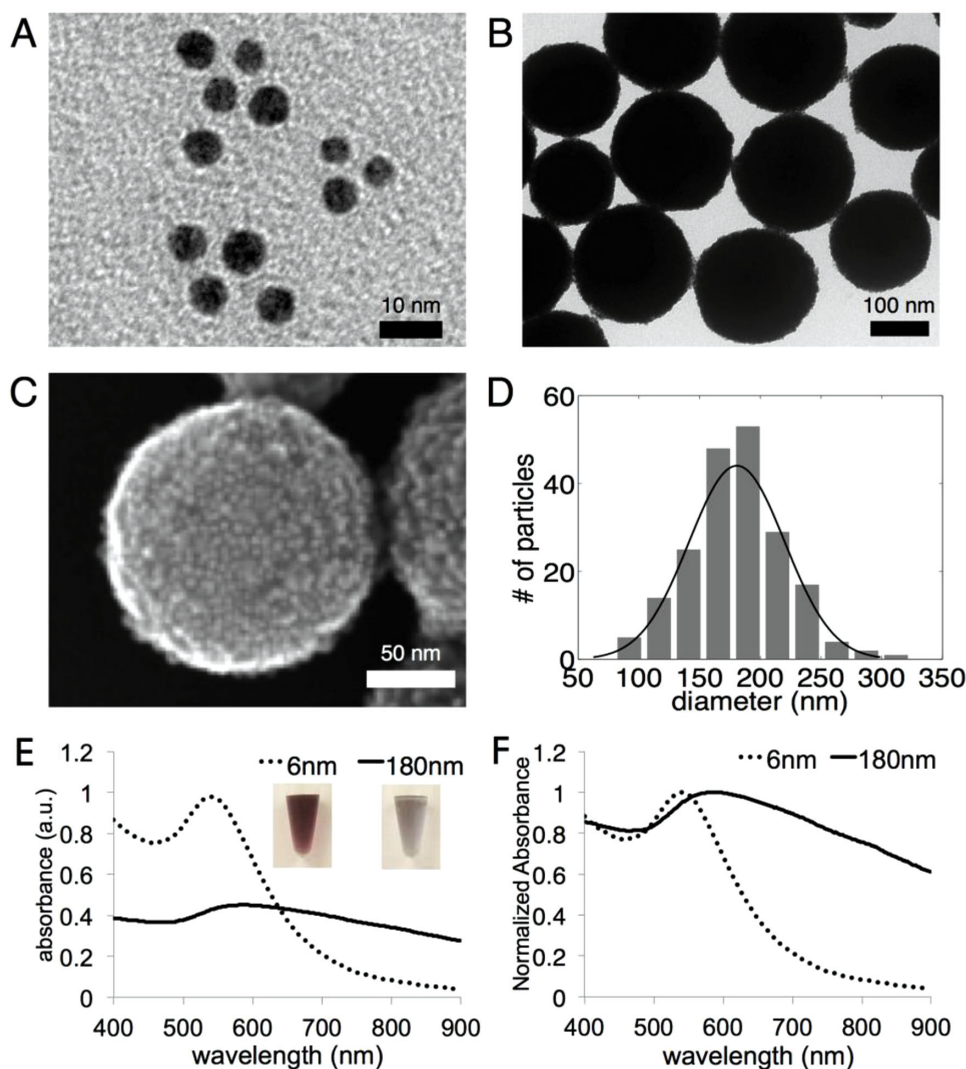 A
10 nm
B
100 nm
C
50 nm
D
60
40
20
0
# of particles
50 100 150 200 250 300 350
diameter (nm)
E
6nm 180nm
1.2
1
0.8
0.6
0.4
0.2
0
absorbance (a.u.)
400 500 600 700 800 900
wavelength (nm)
F
6nm 180nm
1.2
1
0.8
0.6
0.4
0.2
0
Normalized Absorbance
400 500 600 700 800 900
wavelength (nm)